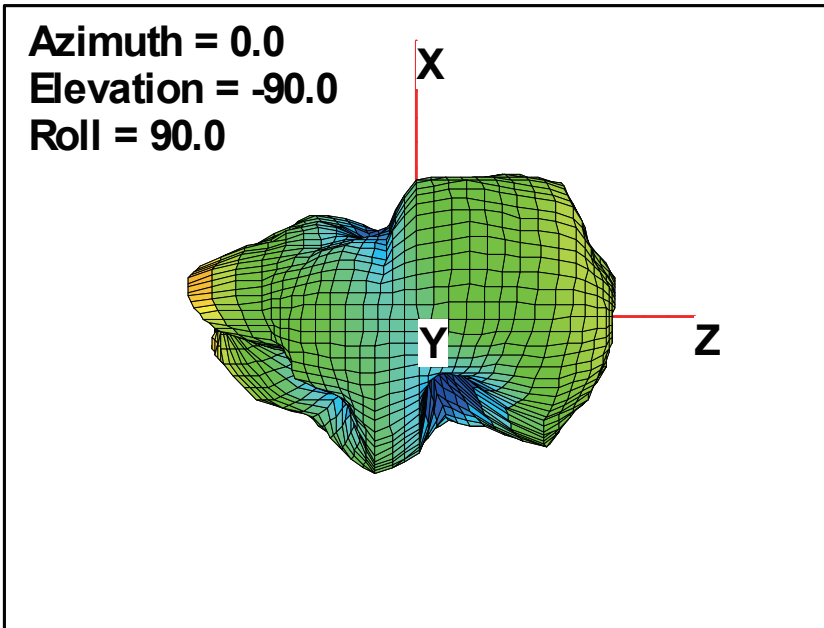 Azimuth = 0.0
Elevation = -90.0
Roll = 90.0
X
Y
Z